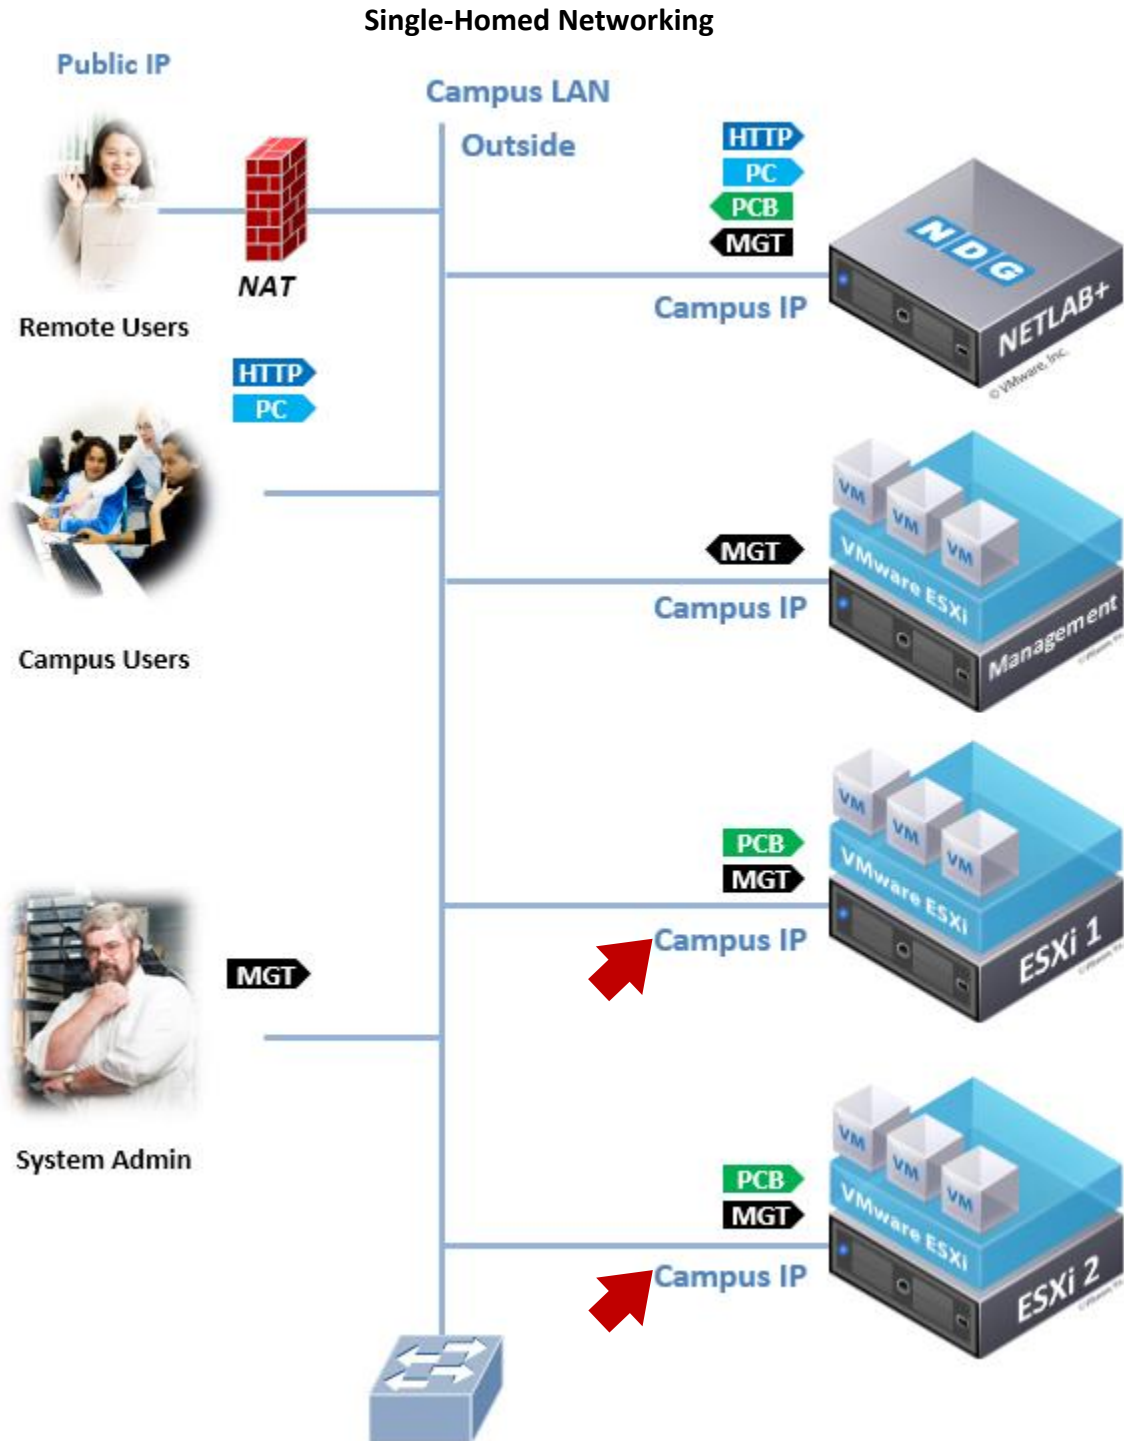 Single-Homed Networking
Public IP
Campus LAN
Outside
HTTP
PC
PCB
MGT
NDG
NETLAB+
© VMware, Inc.
NAT
Campus IP
Remote Users
HTTP
PC
VM
VM
VM
VMware ESXi
Management
MGT
Campus IP
Campus Users
VM
VM
VM
VMware ESXi
ESXi 1
PCB
MGT
Campus IP
MGT
System Admin
VM
VM
VM
VMware ESXi
ESXi 2
PCB
MGT
Campus IP